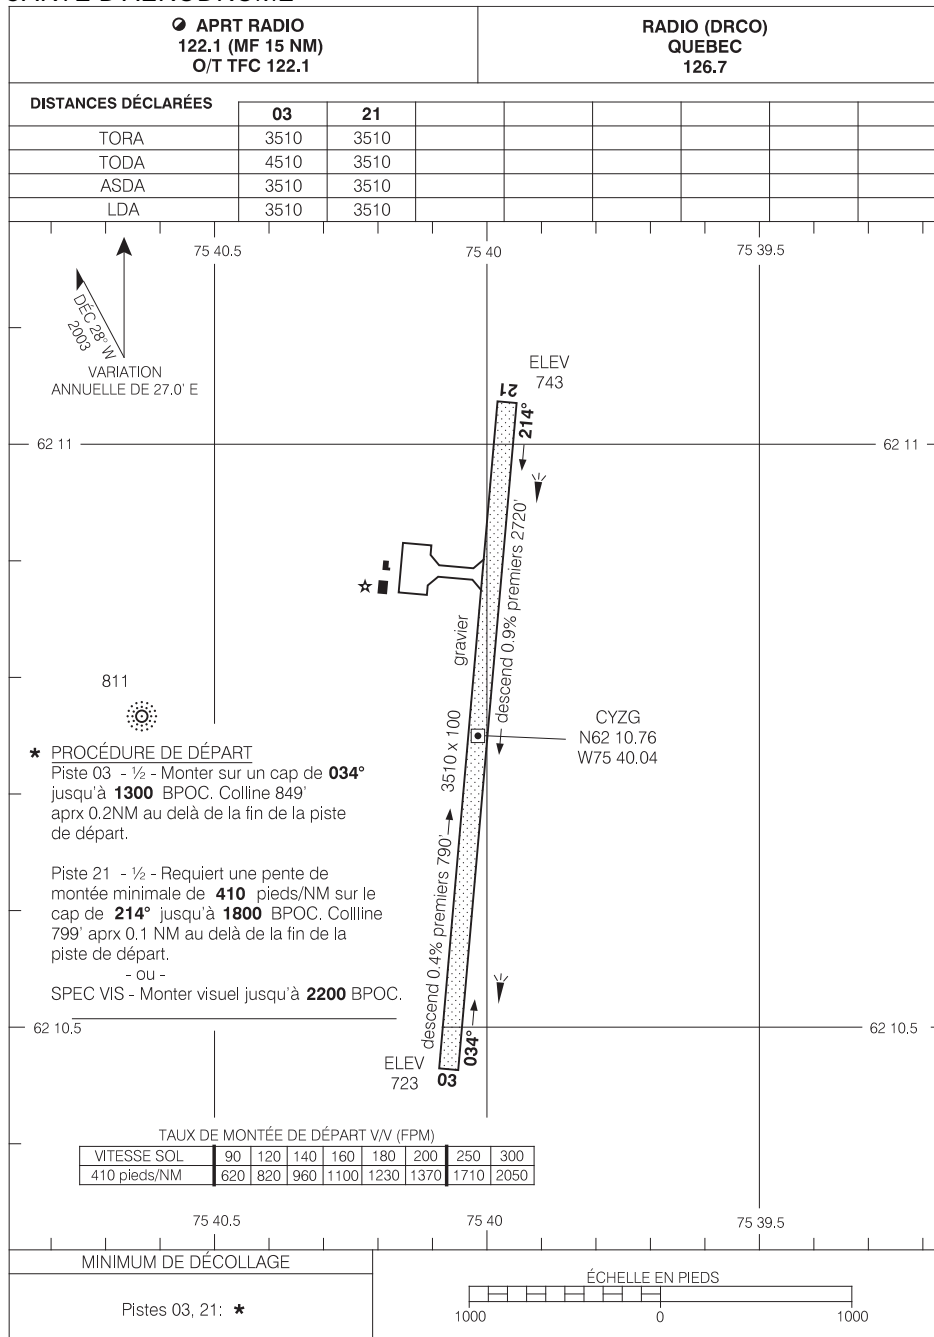 APRT RADIO
122.1 (MF 15 NM)
O/T TFC 122.1
RADIO (DRCO)
QUEBEC
126.7
DISTANCES DÉCLARÉES
03 21
TORA 3510 3510
TODA 4510 3510
ASDA 3510 3510
LDA 3510 3510
75 40.5 75 40 75 39.5
DÉC 28° W
2003
VARIATION
ANNUELLE DE 27.0' E
ELEV
743
21
214°
62 11 62 11
descend 0.9% premiers 2720'
gravier
3510 x 100
811
CYZG
N62 10.76
W75 40.04
* PROCÉDURE DE DÉPART
Piste 03 - ½ - Monter sur un cap de 034°
jusqu'à 1300 BPOC. Colline 849'
aprx 0.2NM au delà de la fin de la piste
de départ.
Piste 21 - ½ - Requiert une pente de
montée minimale de 410 pieds/NM sur le
cap de 214° jusqu'à 1800 BPOC. Collline
799' aprx 0.1 NM au delà de la fin de la
piste de départ.
- ou -
SPEC VIS - Monter visuel jusqu'à 2200 BPOC.
descend 0.4% premiers 790'
62 10.5 62 10.5
034°
ELEV
723
03
TAUX DE MONTÉE DE DÉPART V/V (FPM)
VITESSE SOL 90 120 140 160 180 200 250 300
410 pieds/NM 620 820 960 1100 1230 1370 1710 2050
75 40.5 75 40 75 39.5
MINIMUM DE DÉCOLLAGE
Pistes 03, 21: *
ÉCHELLE EN PIEDS
1000 0 1000